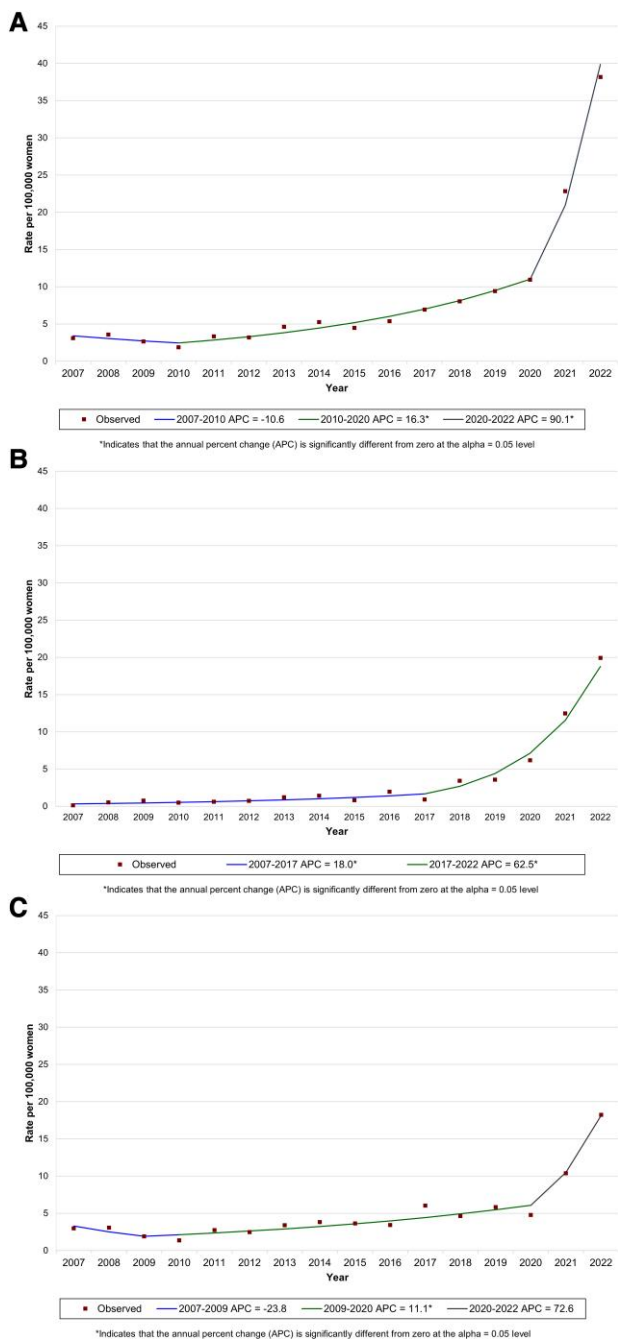 A
Rate per 100,000 women
45
40
35
30
25
20
15
10
5
0
2007 2008 2009 2010 2011 2012 2013 2014 2015 2016 2017 2018 2019 2020 2021 2022
Year
Observed 2007-2010 APC = -10.6 2010-2020 APC = 16.3* 2020-2022 APC = 90.1*
*Indicates that the annual percent change (APC) is significantly different from zero at the alpha = 0.05 level
B
Rate per 100,000 women
45
40
35
30
25
20
15
10
5
0
2007 2008 2009 2010 2011 2012 2013 2014 2015 2016 2017 2018 2019 2020 2021 2022
Year
Observed 2007-2017 APC = 18.0* 2017-2022 APC = 62.5*
*Indicates that the annual percent change (APC) is significantly different from zero at the alpha = 0.05 level
C
Rate per 100,000 women
45
40
35
30
25
20
15
10
5
0
2007 2008 2009 2010 2011 2012 2013 2014 2015 2016 2017 2018 2019 2020 2021 2022
Year
Observed 2007-2009 APC = -23.8 2009-2020 APC = 11.1* 2020-2022 APC = 72.6
*Indicates that the annual percent change (APC) is significantly different from zero at the alpha = 0.05 level